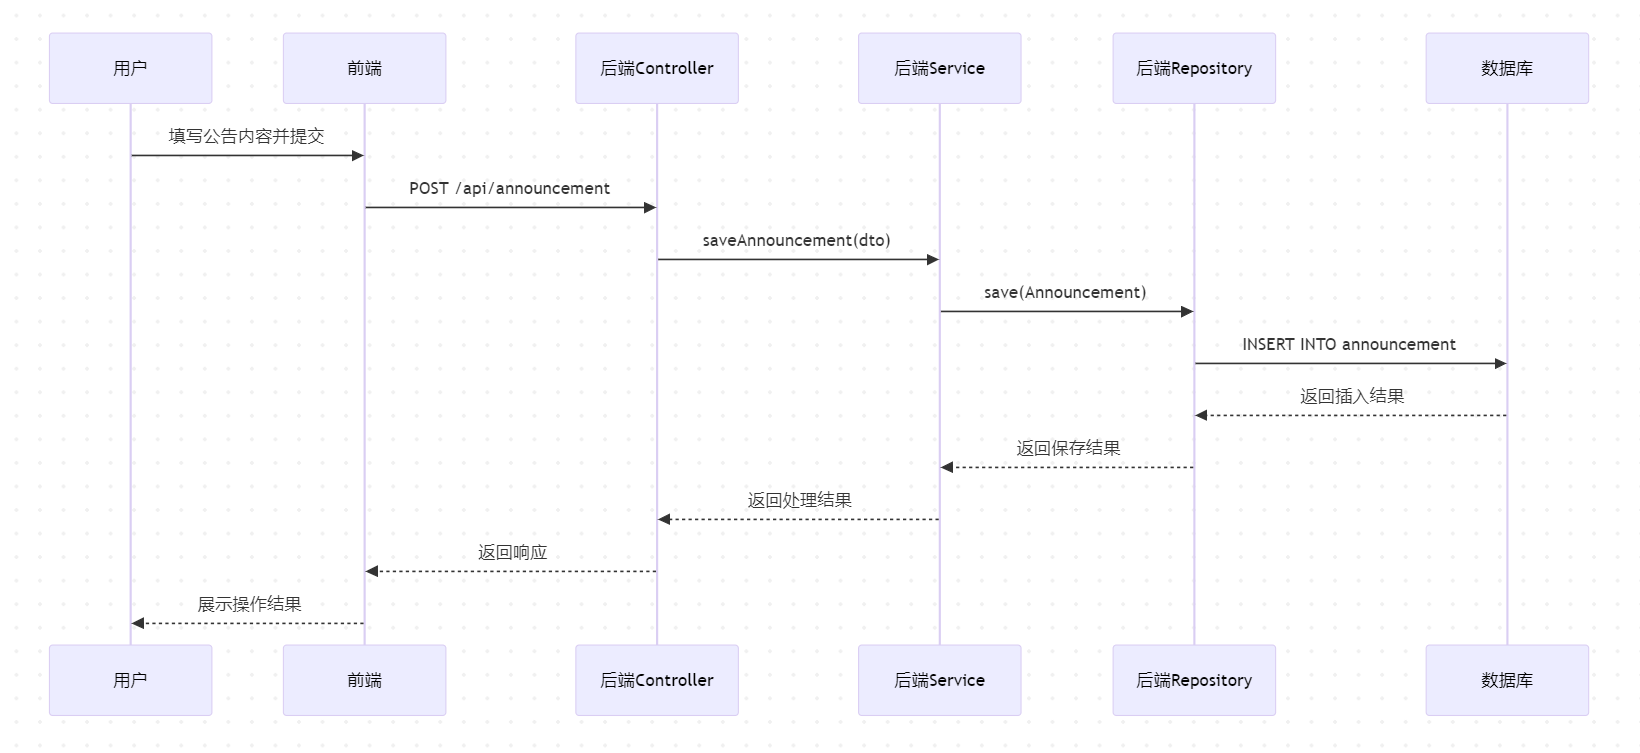 用户
前端
后端Controller
后端Service
后端Repository
数据库
填写公告内容并提交
POST /api/announcement
saveAnnouncement(dto)
save(Announcement)
INSERT INTO announcement
返回插入结果
返回保存结果
返回处理结果
返回响应
展示操作结果
用户
前端
后端Controller
后端Service
后端Repository
数据库